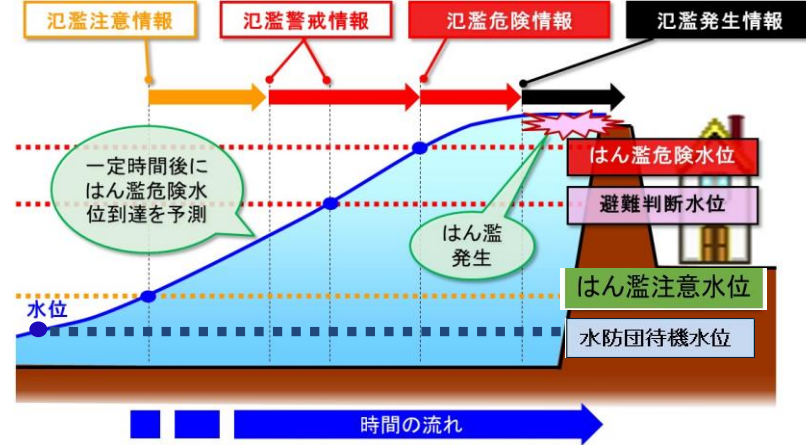 氾濫注意情報
氾濫警戒情報
氾濫危険情報
氾濫発生情報
一定時間後に
はん濫危険水
位到達を予測
はん濫
発生
はん濫危険水位
避難判断水位
はん濫注意水位
水位
水防団待機水位
時間の流れ